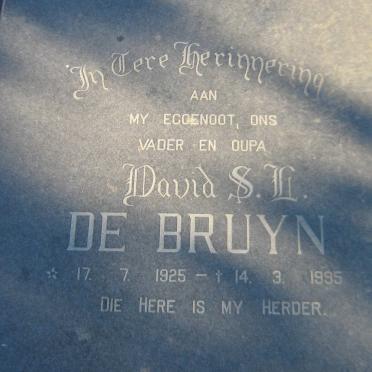 In Tere Herinnering
AAN
MY EGGENOOT, ONS
VADER EN OUPA
David S.L.
DE BRUYN
☆ 17. 7. 1925 – † 14. 3. 1995
DIE HERE IS MY HERDER.